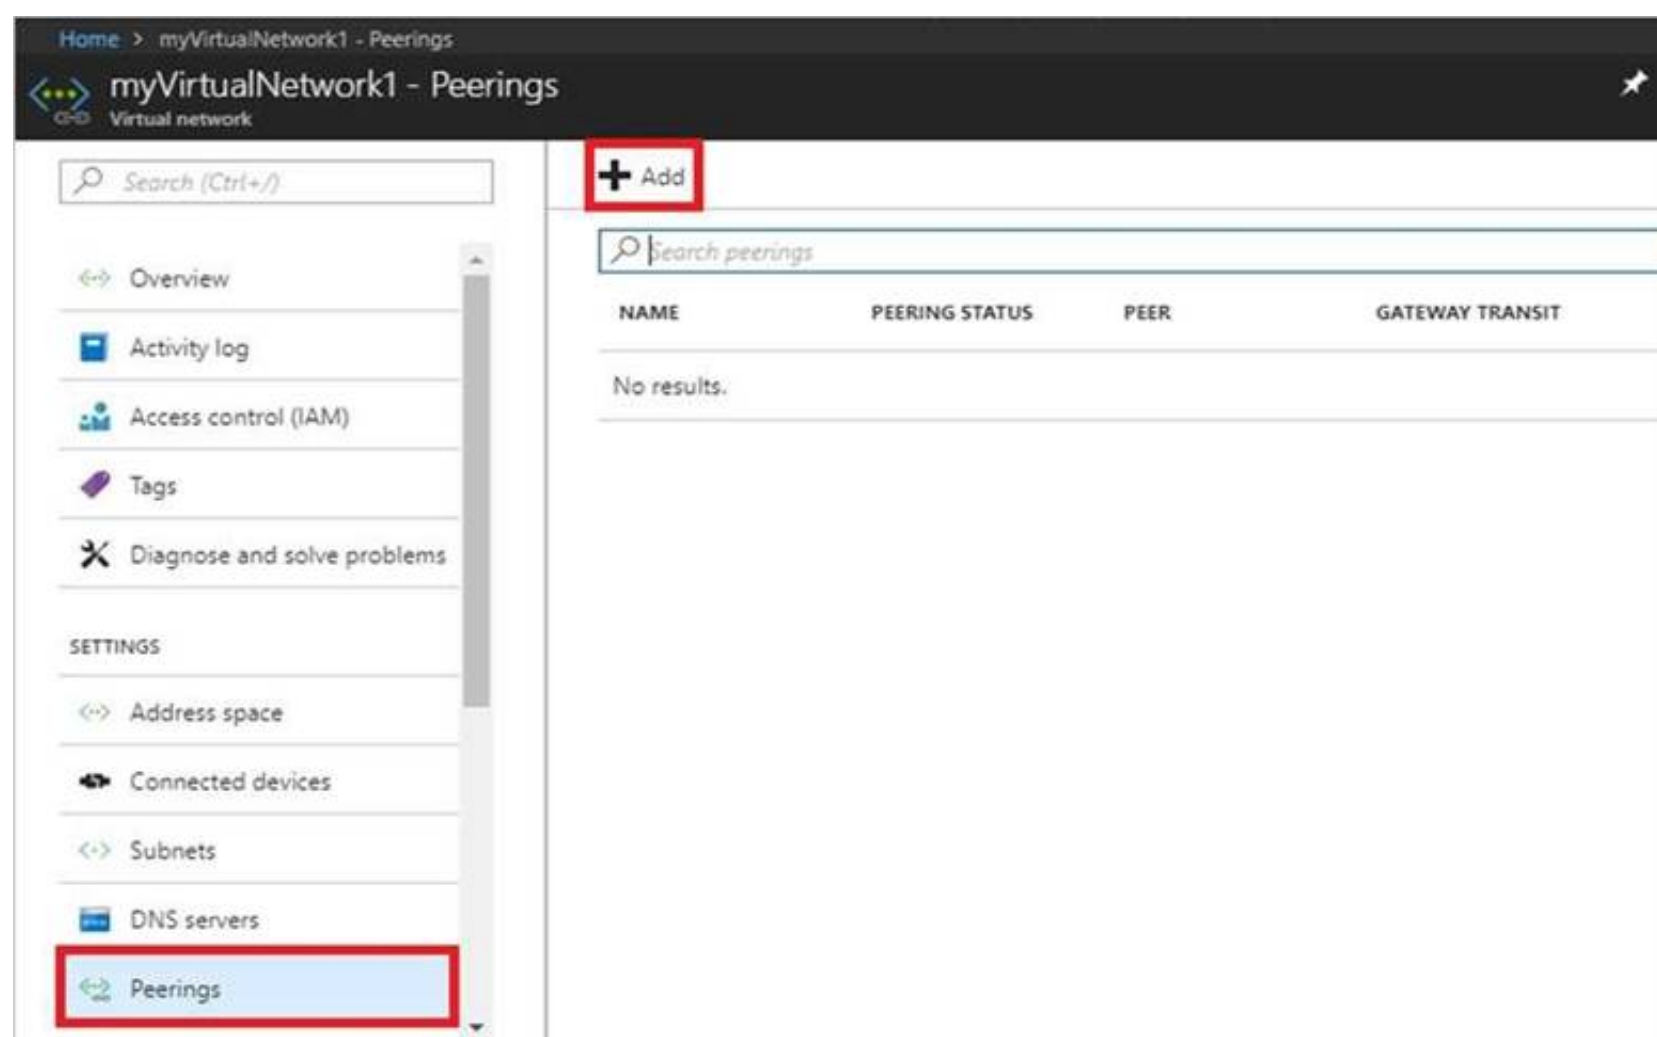 Home > myVirtualNetwork1 - Peerings
myVirtualNetwork1 - Peerings
Virtual network
Search (Ctrl+/)
Overview
Activity log
Access control (IAM)
Tags
Diagnose and solve problems
SETTINGS
Address space
Connected devices
Subnets
DNS servers
Peerings
Add
Search peerings
NAME PEERING STATUS PEER GATEWAY TRANSIT
No results.